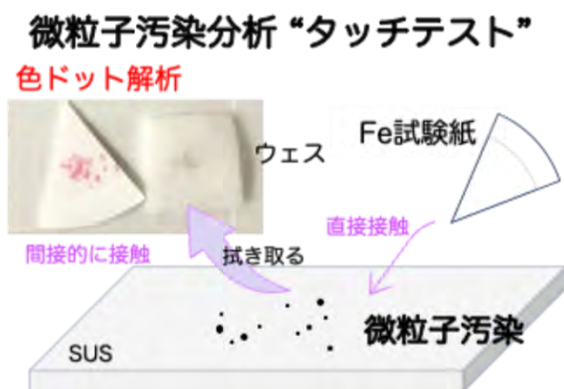 微粒子汚染分析“タッチテスト”
色ドット解析
ウェス
Fe試験紙
直接接触
間接的に接触
拭き取る
微粒子汚染
SUS